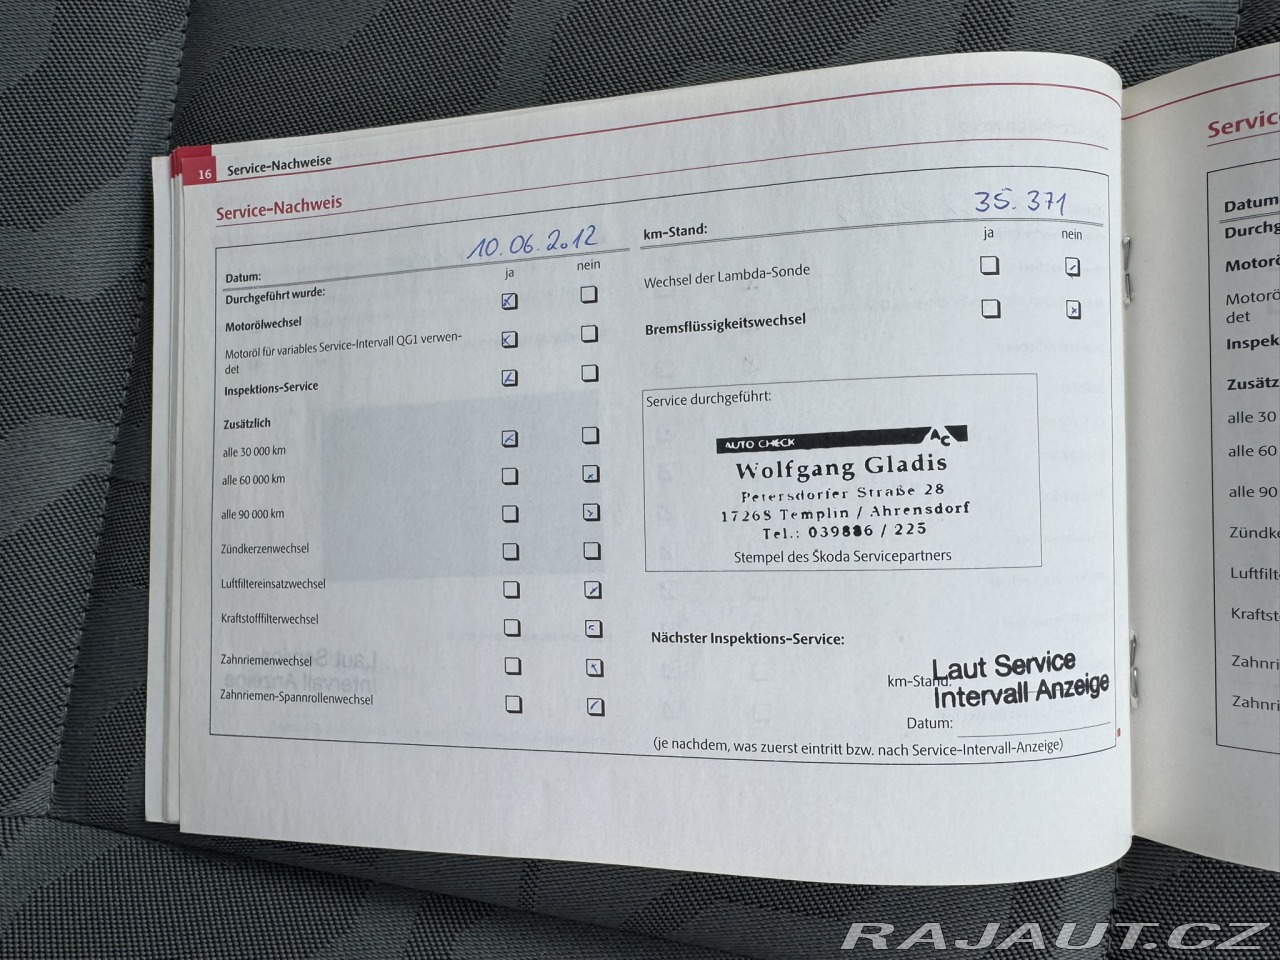 16 Service-Nachweise
Service-Nachweis
Datum: 10.06.2012
ja nein
Durchgeführt wurde:
Motorölwechsel
Motoröl für variables Service-Intervall QG1 verwen-
det
Inspektions-Service
Zusätzlich
alle 30 000 km
alle 60 000 km
alle 90 000 km
Zündkerzenwechsel
Luftfiltereinsatzwechsel
Kraftstofffilterwechsel
Zahnriemenwechsel
Zahnriemen-Spannrollenwechsel
km-Stand: 35.371
ja nein
Wechsel der Lambda-Sonde
Bremsflüssigkeitswechsel
Service durchgeführt:
AUTO CHECK AC
Wolfgang Gladis
Petersdorfer Straße 28
17268 Templin / Ahrensdorf
Tel.: 039886 / 225
Stempel des Škoda Servicepartners
Nächster Inspektions-Service:
km-Stand:
Laut Service
Intervall Anzeige
Datum:
(je nachdem, was zuerst eintritt bzw. nach Service-Intervall-Anzeige)
Servic
Datum
Durchg
Motorö
Motorö
det
Inspek
Zusätz
alle 30
alle 60
alle 90
Zündke
Luftfilt
Kraftst
Zahnri
Zahnri
RAJAUT.CZ